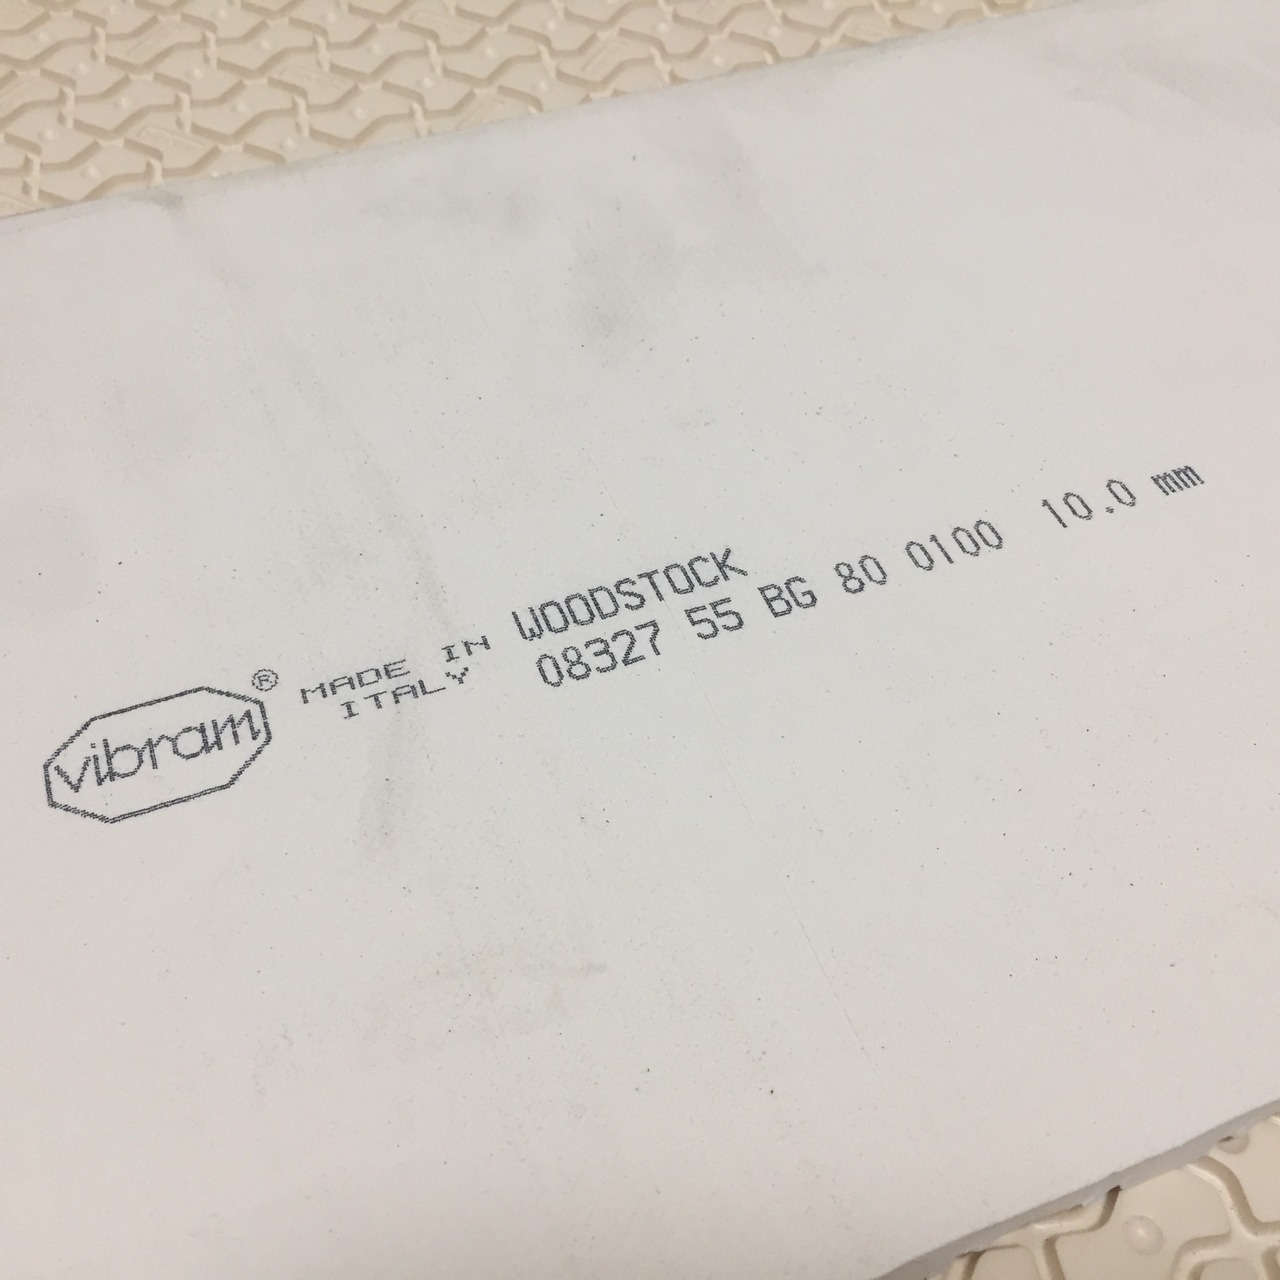 vibram®
MADE IN
ITALY
WOODSTOCK
08327 55 BG 80 0100 10.0 mm